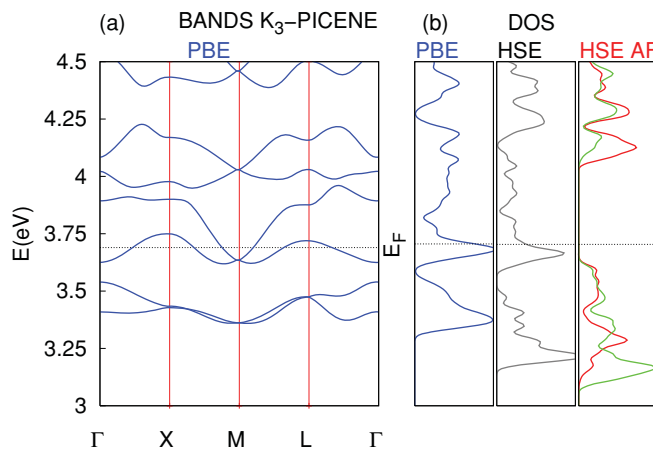 (a) BANDS K3–PICENE (b) DOS
PBE PBE HSE HSE AF
4.5
4.25
4
3.75
3.5
3.25
3
E(eV)
E_F
Γ X M L Γ